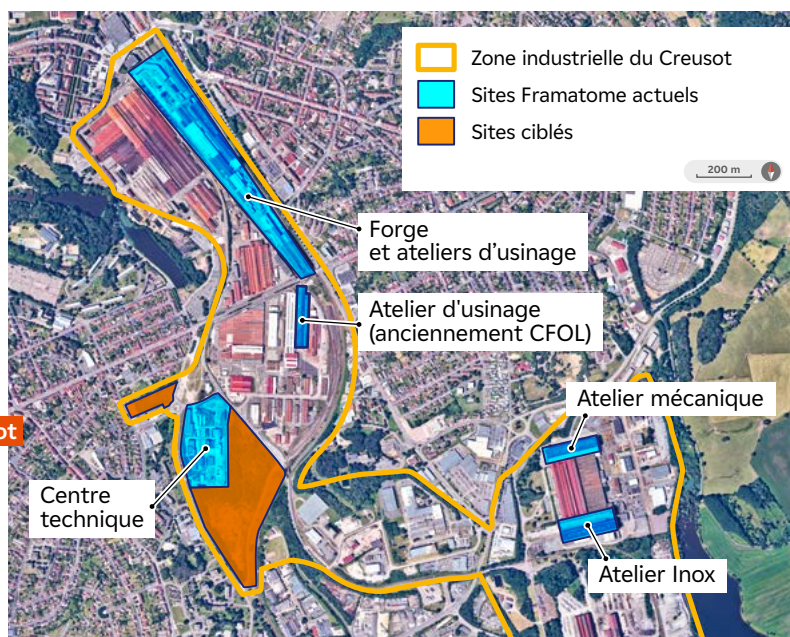 Zone industrielle du Creusot
Sites Framatome actuels
Sites ciblés
200 m
Forge
et ateliers d'usinage
Atelier d'usinage
(anciennement CFOL)
Atelier mécanique
ot
Centre
technique
Atelier Inox